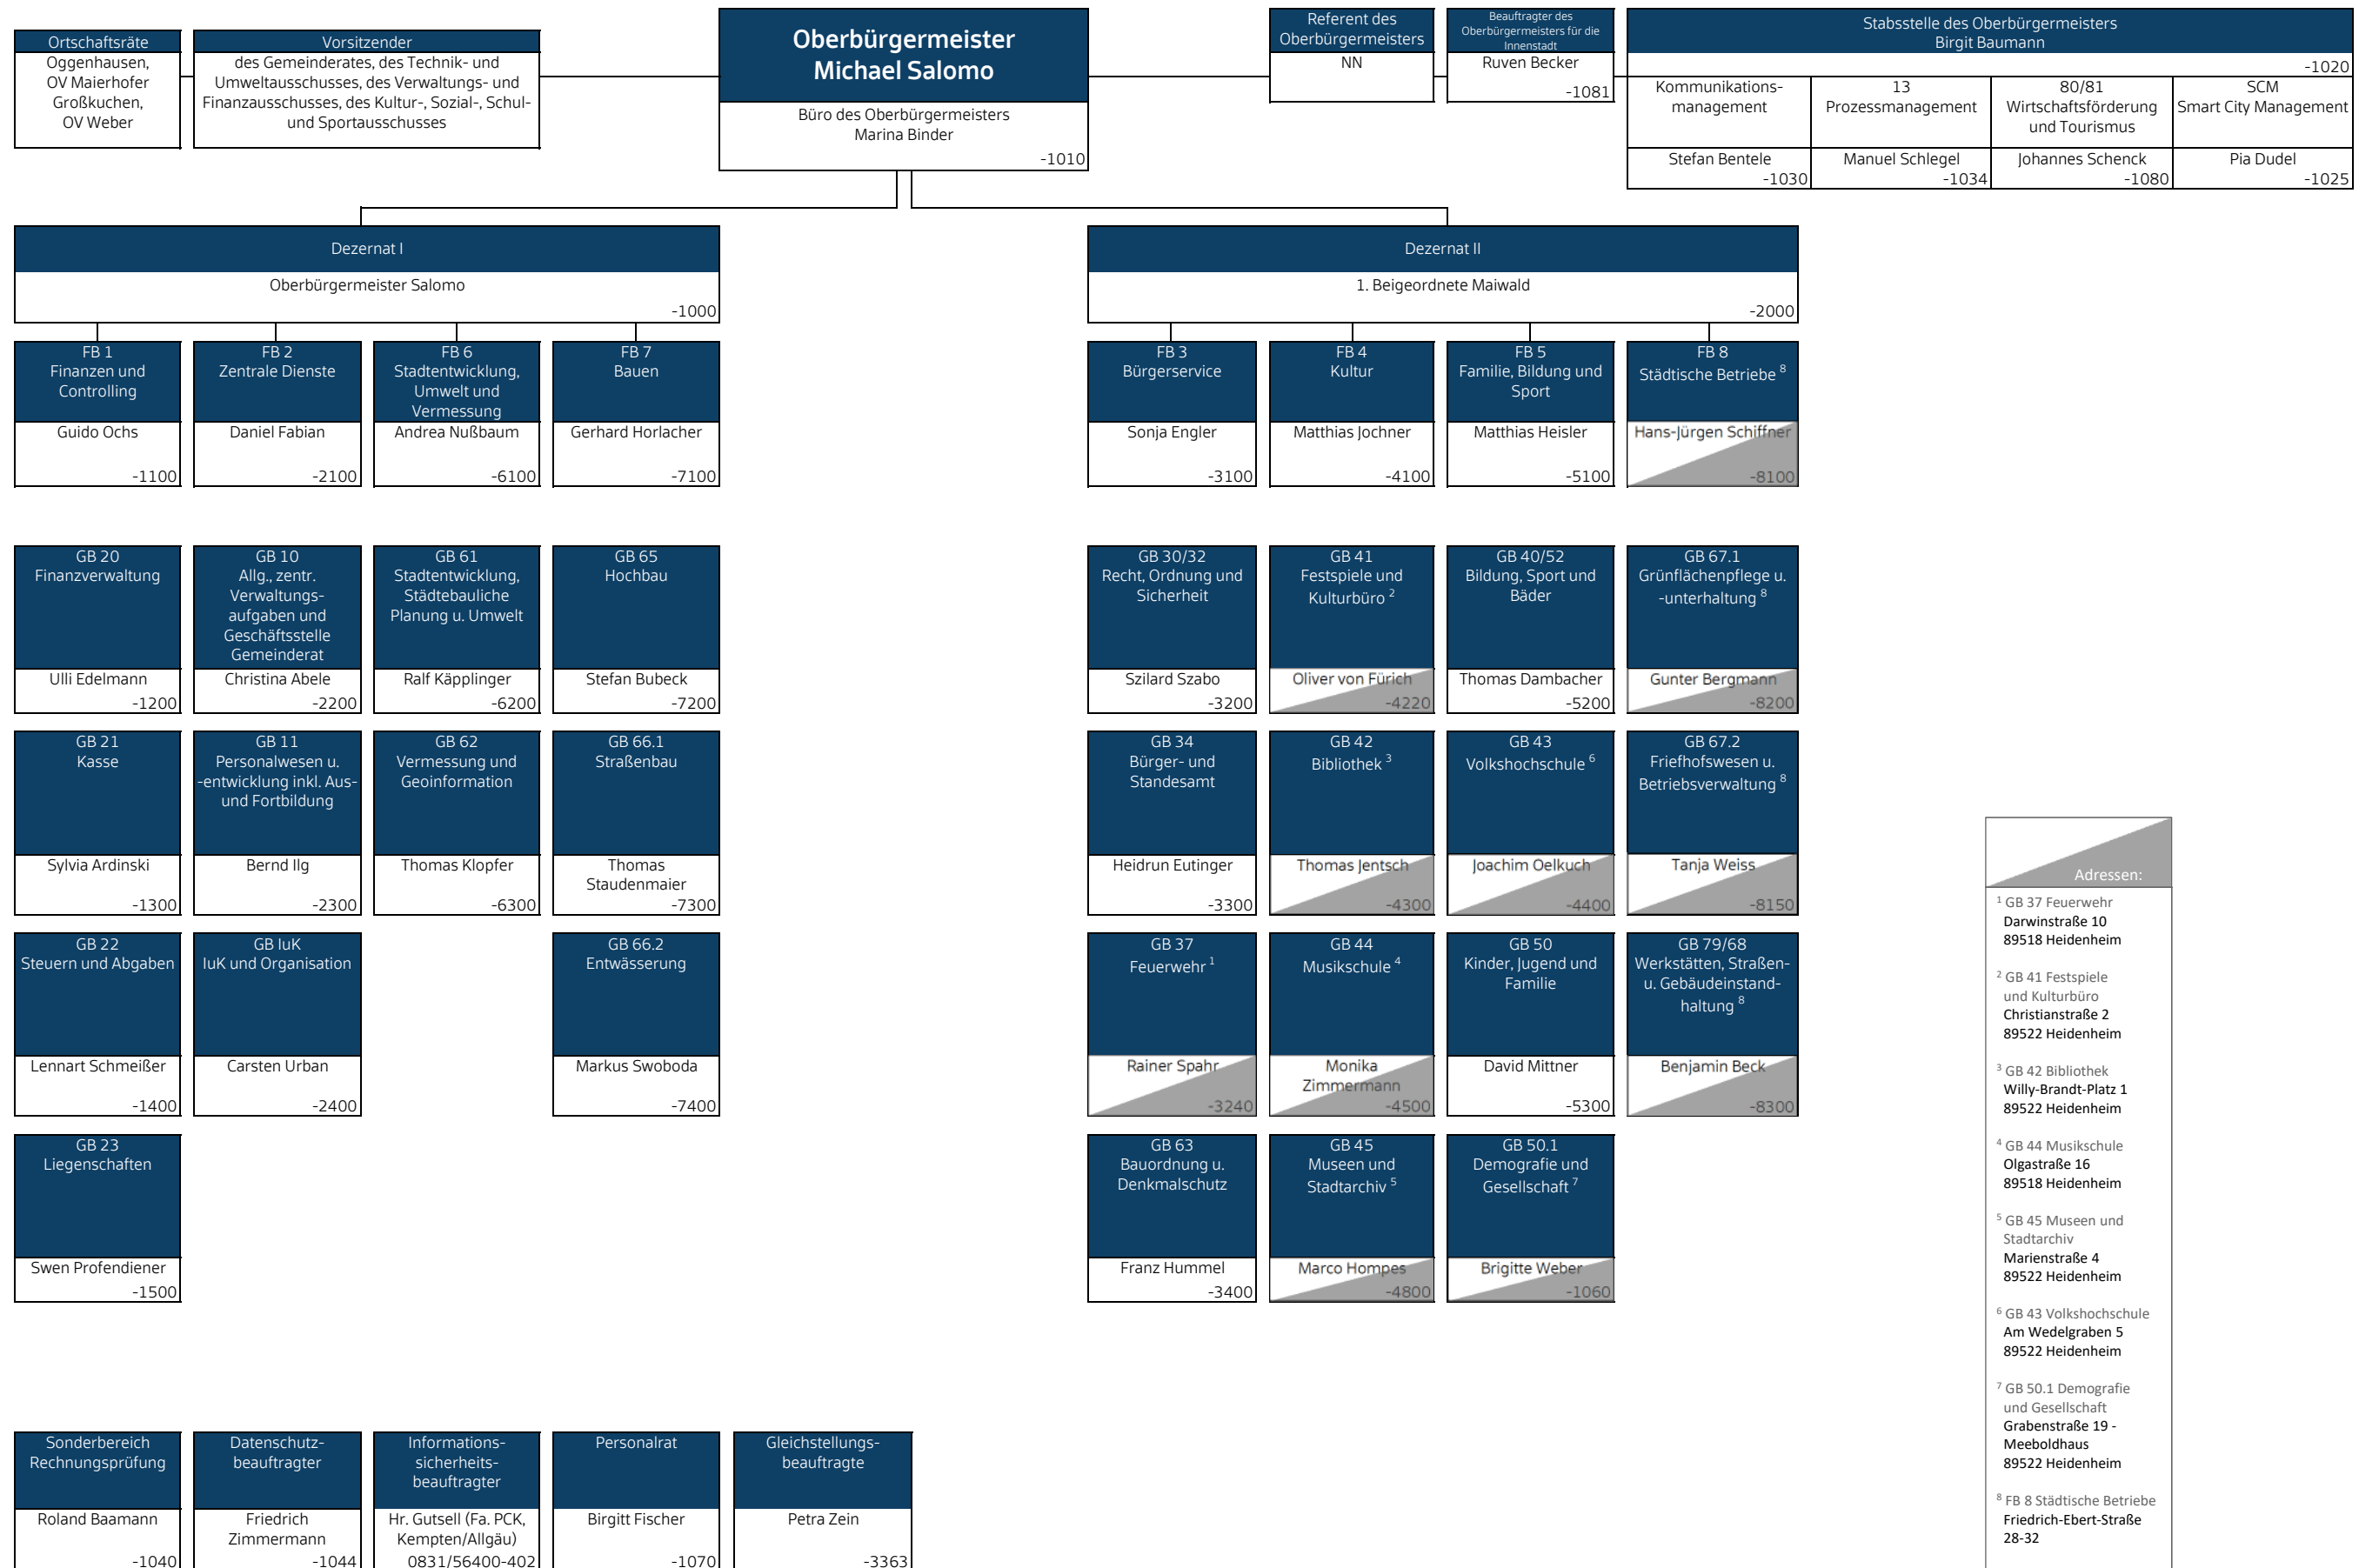 Ortschaftsräte
Oggenhausen,
OV Maierhofer
Großkuchen,
OV Weber
Vorsitzender
des Gemeinderates, des Technik- und
Umweltausschusses, des Verwaltungs- und
Finanzausschusses, des Kultur-, Sozial-, Schul-
und Sportausschusses
Oberbürgermeister
Michael Salomo
Büro des Oberbürgermeisters
Marina Binder
-1010
Referent des
Oberbürgermeisters
NN
Beauftragter des
Oberbürgermeisters für die
Innenstadt
Ruven Becker
-1081
Stabsstelle des Oberbürgermeisters
Birgit Baumann
-1020
Kommunikations-
management
Stefan Bentele
-1030
13
Prozessmanagement
Manuel Schlegel
-1034
80/81
Wirtschaftsförderung
und Tourismus
Johannes Schenck
-1080
SCM
Smart City Management
Pia Dudel
-1025
Dezernat I
Oberbürgermeister Salomo
-1000
Dezernat II
1. Beigeordnete Maiwald
-2000
FB 1
Finanzen und
Controlling
Guido Ochs
-1100
FB 2
Zentrale Dienste
Daniel Fabian
-2100
FB 6
Stadtentwicklung,
Umwelt und
Vermessung
Andrea Nußbaum
-6100
FB 7
Bauen
Gerhard Horlacher
-7100
FB 3
Bürgerservice
Sonja Engler
-3100
FB 4
Kultur
Matthias Jochner
-4100
FB 5
Familie, Bildung und
Sport
Matthias Heisler
-5100
FB 8
Städtische Betriebe 8
Hans-Jürgen Schiffner
-8100
GB 20
Finanzverwaltung
Ulli Edelmann
-1200
GB 10
Allg., zentr.
Verwaltungs-
aufgaben und
Geschäftsstelle
Gemeinderat
Christina Abele
-2200
GB 61
Stadtentwicklung,
Städtebauliche
Planung u. Umwelt
Ralf Käpplinger
-6200
GB 65
Hochbau
Stefan Bubeck
-7200
GB 30/32
Recht, Ordnung und
Sicherheit
Szilard Szabo
-3200
GB 41
Festspiele und
Kulturbüro 2
Oliver von Fürich
-4220
GB 40/52
Bildung, Sport und
Bäder
Thomas Dambacher
-5200
GB 67.1
Grünflächenpflege u.
-unterhaltung 8
Gunter Bergmann
-8200
GB 21
Kasse
Sylvia Ardinski
-1300
GB 11
Personalwesen u.
-entwicklung inkl. Aus-
und Fortbildung
Bernd Ilg
-2300
GB 62
Vermessung und
Geoinformation
Thomas Klopfer
-6300
GB 66.1
Straßenbau
Thomas
Staudenmaier
-7300
GB 34
Bürger- und
Standesamt
Heidrun Eutinger
-3300
GB 42
Bibliothek 3
Thomas Jentsch
-4300
GB 43
Volkshochschule 6
Joachim Oelkuch
-4400
GB 67.2
Friefhofswesen u.
Betriebsverwaltung 8
Tanja Weiss
-8150
GB 22
Steuern und Abgaben
Lennart Schmeißer
-1400
GB IuK
IuK und Organisation
Carsten Urban
-2400
GB 66.2
Entwässerung
Markus Swoboda
-7400
GB 37
Feuerwehr 1
Rainer Spahr
-3240
GB 44
Musikschule 4
Monika
Zimmermann
-4500
GB 50
Kinder, Jugend und
Familie
David Mittner
-5300
GB 79/68
Werkstätten, Straßen-
u. Gebäudeinstand-
haltung 8
Benjamin Beck
-8300
GB 23
Liegenschaften
Swen Profendiener
-1500
GB 63
Bauordnung u.
Denkmalschutz
Franz Hummel
-3400
GB 45
Museen und
Stadtarchiv 5
Marco Hompes
-4800
GB 50.1
Demografie und
Gesellschaft 7
Brigitte Weber
-1060
Sonderbereich
Rechnungsprüfung
Roland Baamann
-1040
Datenschutz-
beauftragter
Friedrich
Zimmermann
-1044
Informations-
sicherheits-
beauftragter
Hr. Gutsell (Fa. PCK,
Kempten/Allgäu)
0831/56400-402
Personalrat
Birgitt Fischer
-1070
Gleichstellungs-
beauftragte
Petra Zein
-3363
Adressen:
1 GB 37 Feuerwehr
Darwinstraße 10
89518 Heidenheim
2 GB 41 Festspiele
und Kulturbüro
Christianstraße 2
89522 Heidenheim
3 GB 42 Bibliothek
Willy-Brandt-Platz 1
89522 Heidenheim
4 GB 44 Musikschule
Olgastraße 16
89518 Heidenheim
5 GB 45 Museen und
Stadtarchiv
Marienstraße 4
89522 Heidenheim
6 GB 43 Volkshochschule
Am Wedelgraben 5
89522 Heidenheim
7 GB 50.1 Demografie
und Gesellschaft
Grabenstraße 19 -
Meeboldhaus
89522 Heidenheim
8 FB 8 Städtische Betriebe
Friedrich-Ebert-Straße
28-32